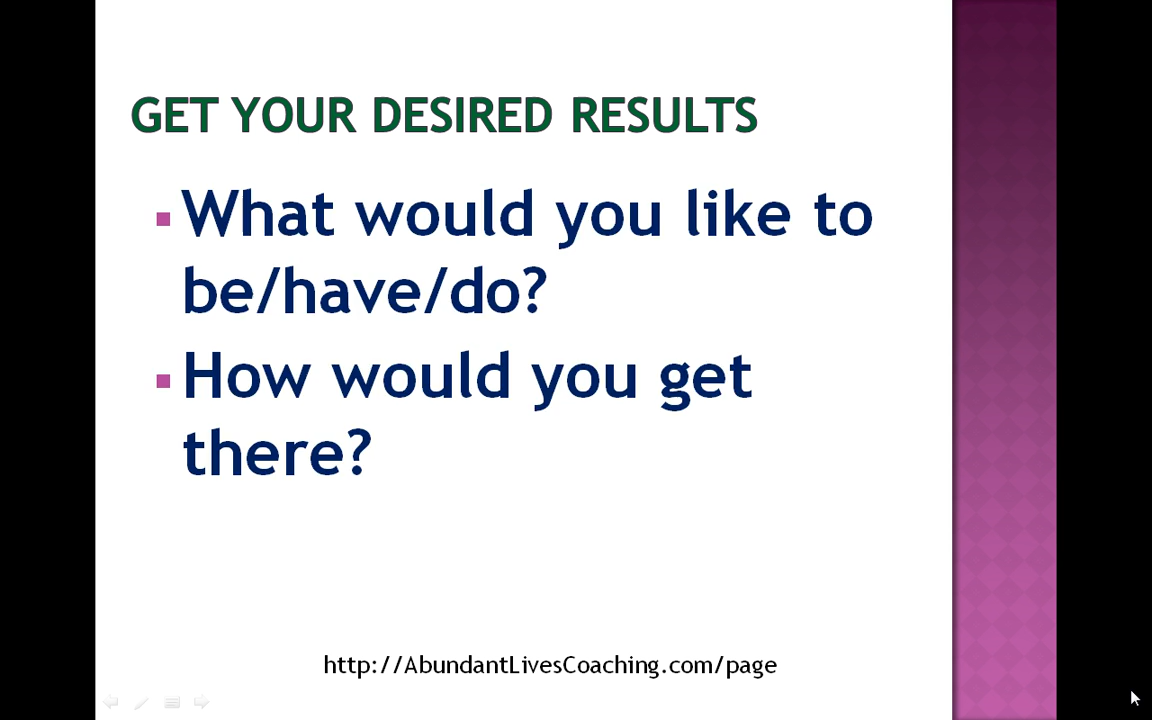 GET YOUR DESIRED RESULTS
What would you like to
be/have/do?
How would you get
there?
http://AbundantLivesCoaching.com/page